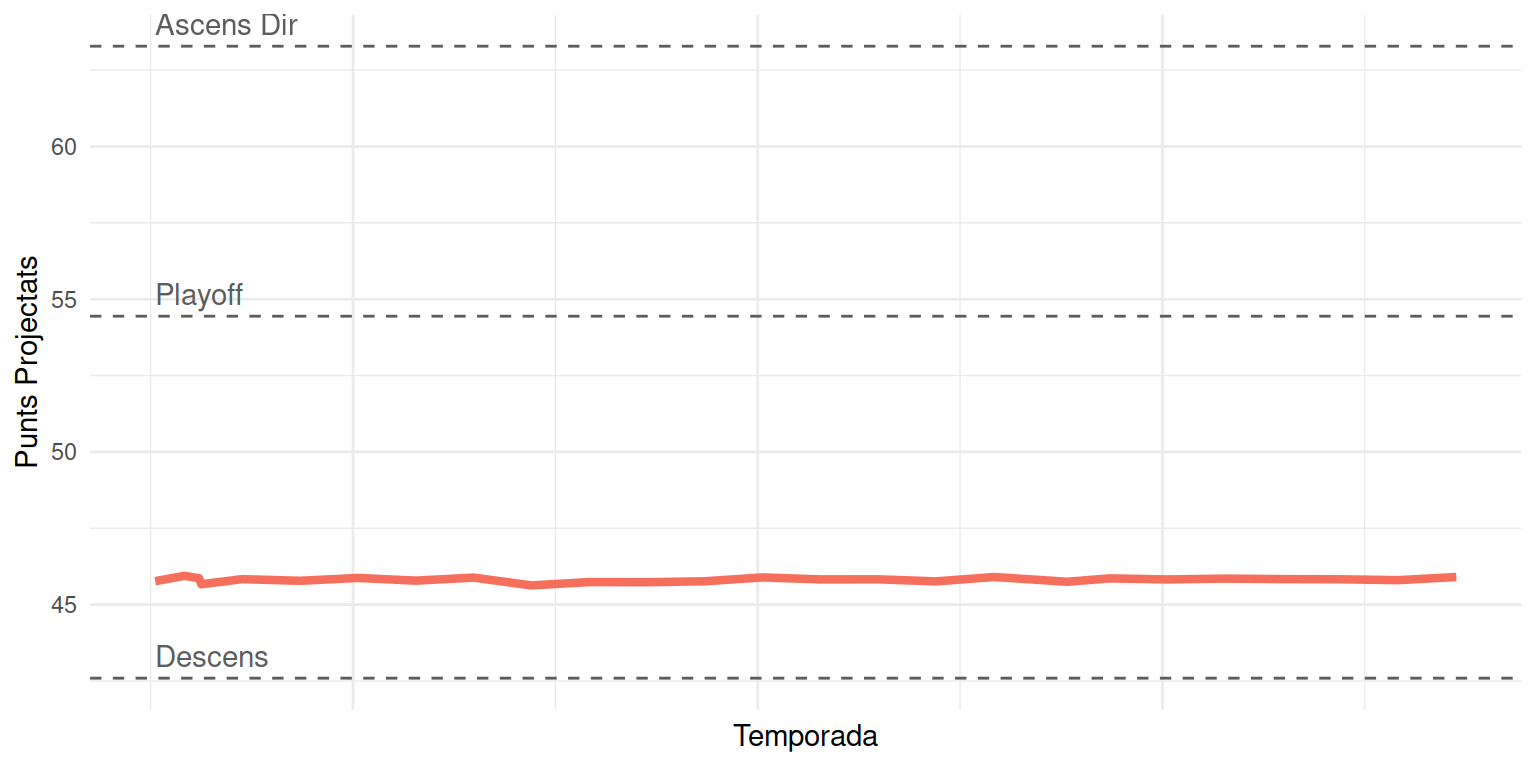 Ascens Dir
60
Playoff
55
50
45
Descens
Punts Projectats
Temporada